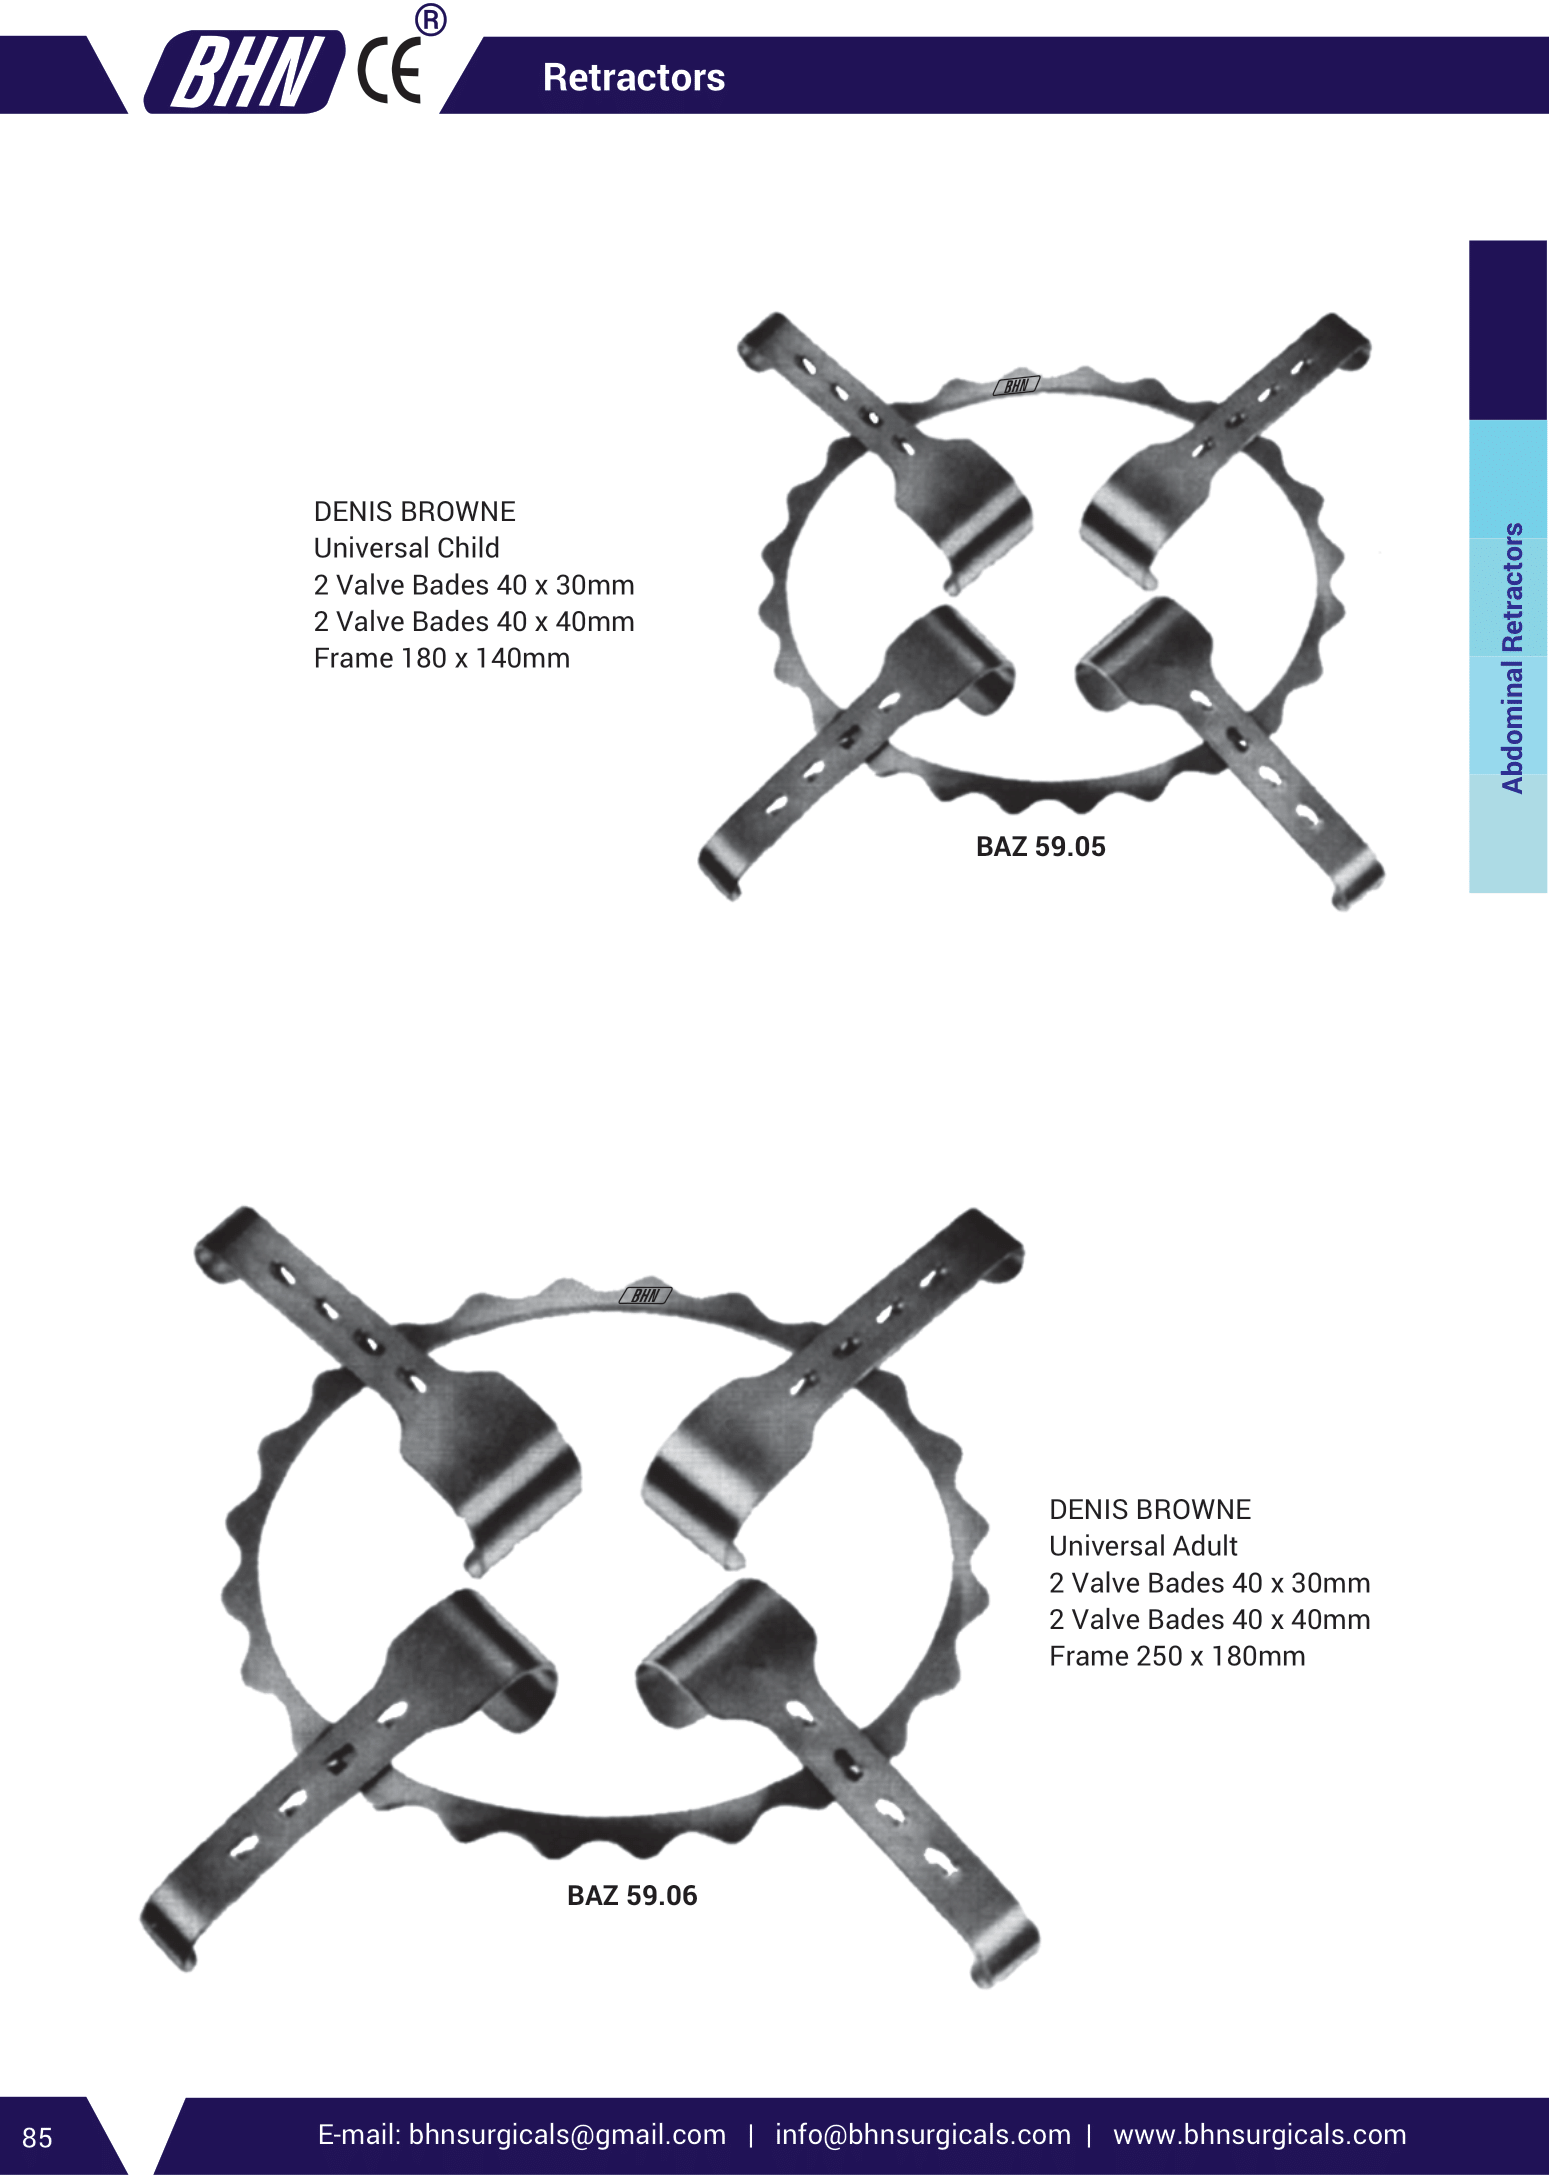 BHN CE ®
Retractors
BHN
DENIS BROWNE
Universal Child
2 Valve Bades 40 x 30mm
2 Valve Bades 40 x 40mm
Frame 180 x 140mm
BAZ 59.05
Abdominal Retractors
BHN
DENIS BROWNE
Universal Adult
2 Valve Bades 40 x 30mm
2 Valve Bades 40 x 40mm
Frame 250 x 180mm
BAZ 59.06
85
E-mail: bhnsurgicals@gmail.com | info@bhnsurgicals.com | www.bhnsurgicals.com